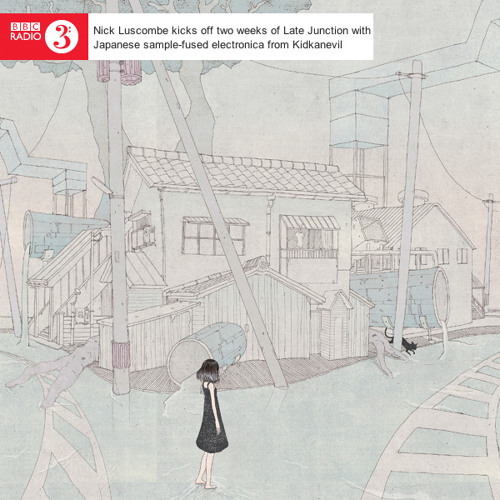 BBC
RADIO
3
Nick Luscombe kicks off two weeks of Late Junction with
Japanese sample-fused electronica from Kidkanevil